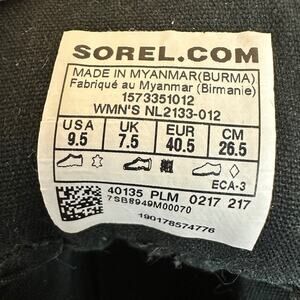 SOREL.COM
MADE IN MYANMAR(BURMA)
Fabriqué au Myanmar (Birmanie)
1573351012
WMN'S NL2133-012
USA UK EUR CM
9.5 7.5 40.5 26.5
ECA-3
40135 PLM 0217 217
7SB8949M00070
190178574776